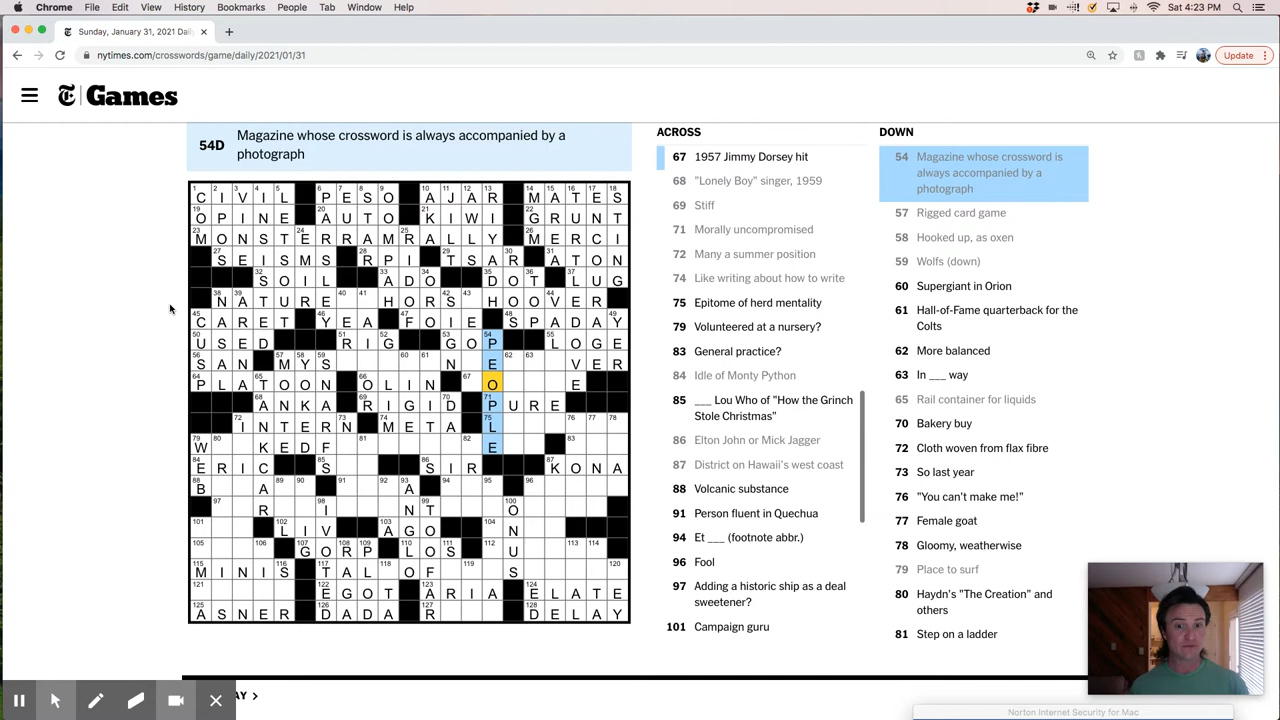 Chrome File Edit View History Bookmarks People Tab Window Help Sat 4:23 PM
Sunday, January 31, 2021 Dail
nytimes.com/crosswords/game/daily/2021/01/31 Update
Games
54D Magazine whose crossword is always accompanied by a
photograph
C I V I L P E S O A J A R M A T E S
O P I N E A U T O K I W I G R U N T
M O N S T E R R A M R A L L Y M E R C I
S E I S M S R P I T S A R A T O N
S O I L A D O D O T L U G
N A T U R E H O R S H O O V E R
C A R E T Y E A F O I E S P A D A Y
U S E D R I G G O P L O G E
S A N M Y S N E V E R
P L A T O O N O L I N O E
A N K A R I G I D P U R E
I N T E R N M E T A L
W K E D F E
E R I C S S I R K O N A
B A A
R I N T O
L I V A G O N
G O R P L O S U
M I N I S T A L O F S
E G O T A R I A E L A T E
A S N E R D A D A R D E L A Y
AY >
ACROSS
67 1957 Jimmy Dorsey hit
68 "Lonely Boy" singer, 1959
69 Stiff
71 Morally uncompromised
72 Many a summer position
74 Like writing about how to write
75 Epitome of herd mentality
79 Volunteered at a nursery?
83 General practice?
84 Idle of Monty Python
85 ___ Lou Who of "How the Grinch
Stole Christmas"
86 Elton John or Mick Jagger
87 District on Hawaii's west coast
88 Volcanic substance
91 Person fluent in Quechua
94 Et ___ (footnote abbr.)
96 Fool
97 Adding a historic ship as a deal
sweetener?
101 Campaign guru
DOWN
54 Magazine whose crossword is
always accompanied by a
photograph
57 Rigged card game
58 Hooked up, as oxen
59 Wolfs (down)
60 Supergiant in Orion
61 Hall-of-Fame quarterback for the
Colts
62 More balanced
63 In ___ way
65 Rail container for liquids
70 Bakery buy
72 Cloth woven from flax fibre
73 So last year
76 "You can't make me!"
77 Female goat
78 Gloomy, weatherwise
79 Place to surf
80 Haydn's "The Creation" and
others
81 Step on a ladder
Norton Internet Security for Mac